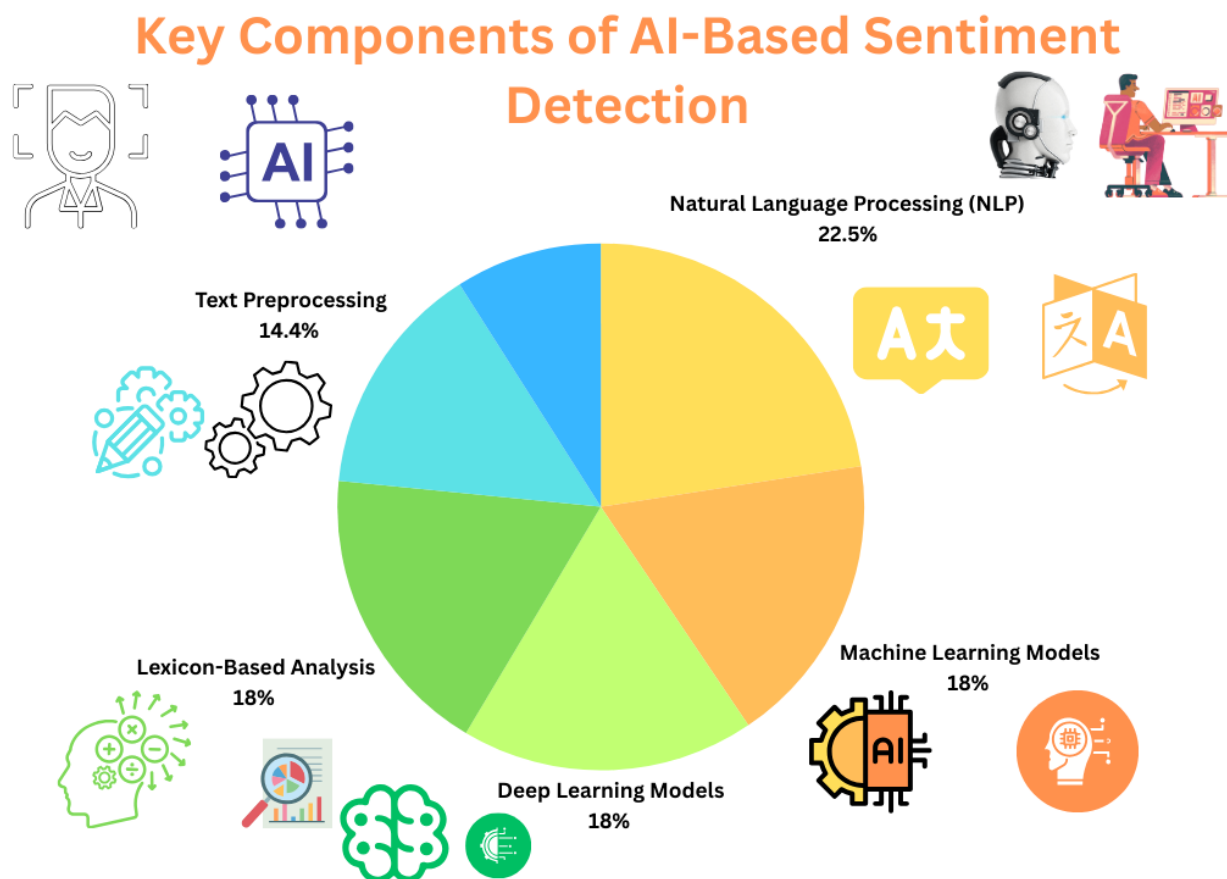 Key Components of AI-Based Sentiment
Detection
AI
Natural Language Processing (NLP)
22.5%
A
A
Text Preprocessing
14.4%
Machine Learning Models
18%
AI
Lexicon-Based Analysis
18%
Deep Learning Models
18%